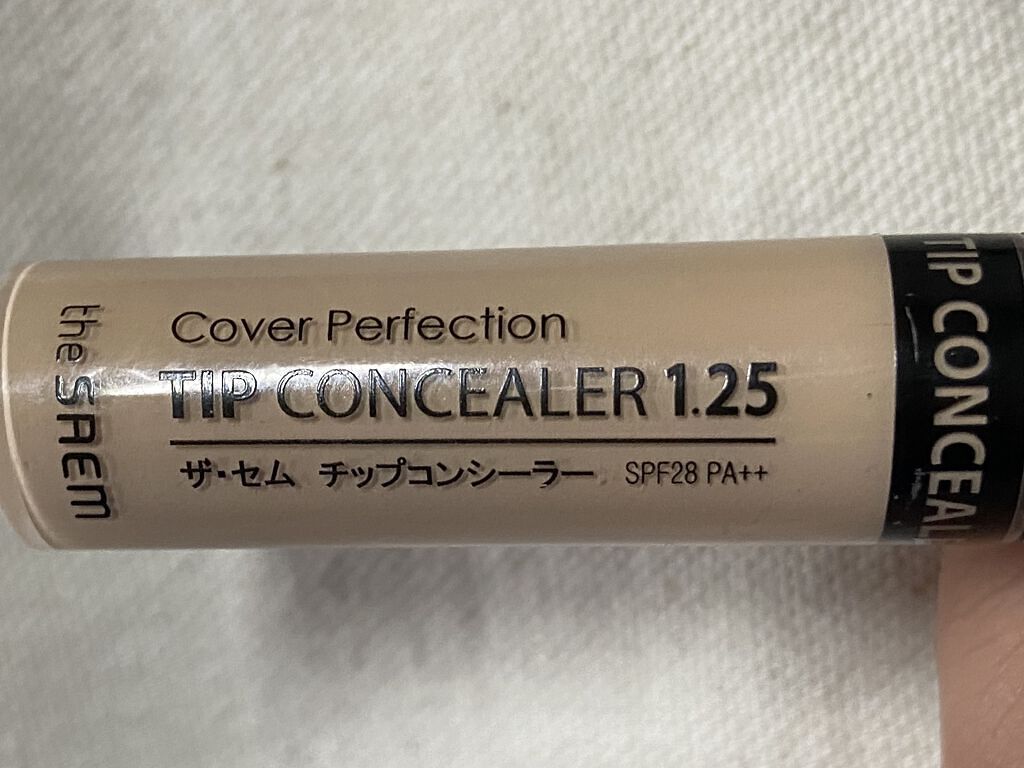 the SAEM
Cover Perfection
TIP CONCEALER 1.25
ザ・セム チップコンシーラー SPF28 PA++
TIP CONCEAL